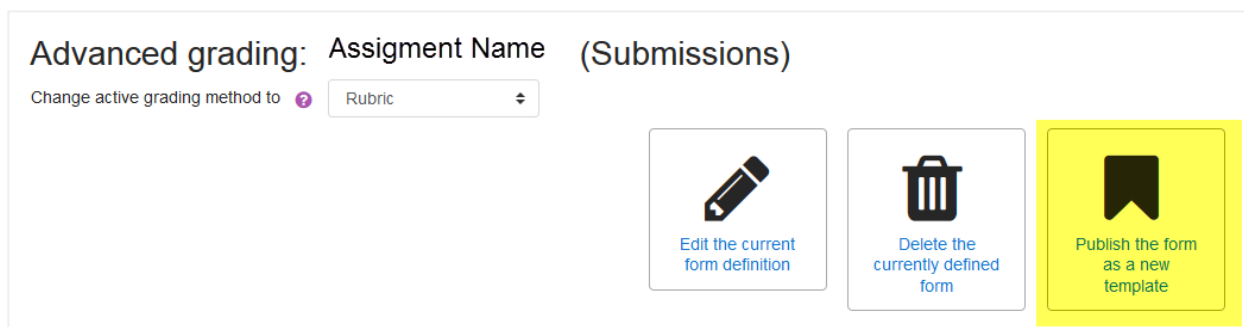 Advanced grading: Assigment Name (Submissions)
Change active grading method to ? Rubric
Edit the current
form definition
Delete the
currently defined
form
Publish the form
as a new
template